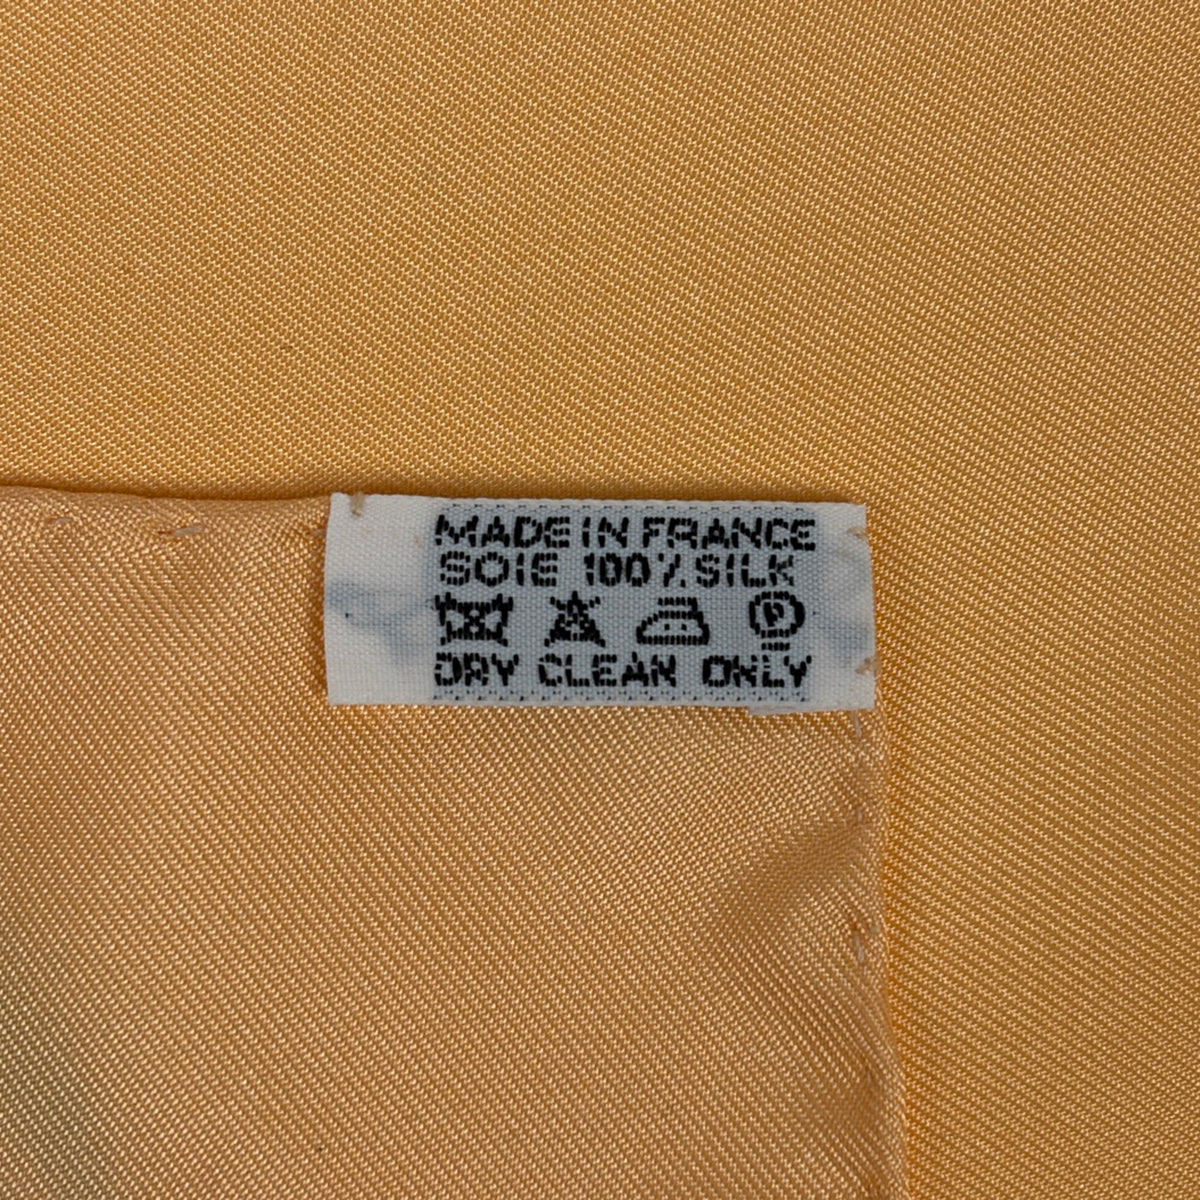 MADE IN FRANCE
SOIE 100% SILK
P
DRY CLEAN ONLY